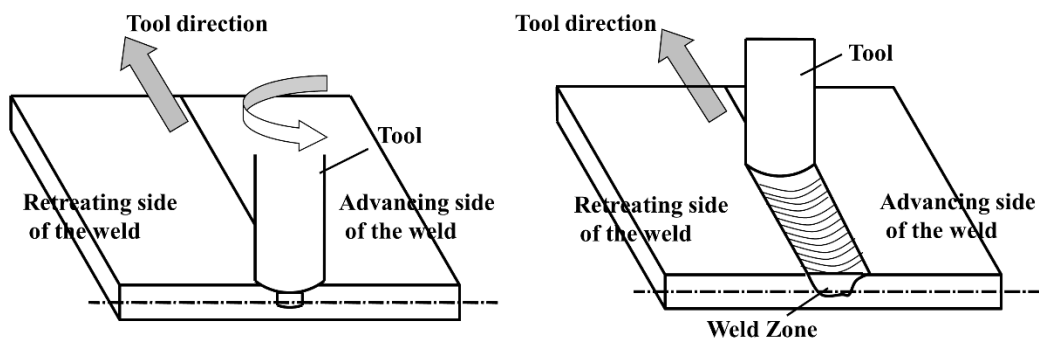 Tool direction
Tool
Retreating side
of the weld
Advancing side
of the weld
Tool direction
Tool
Retreating side
of the weld
Advancing side
of the weld
Weld Zone